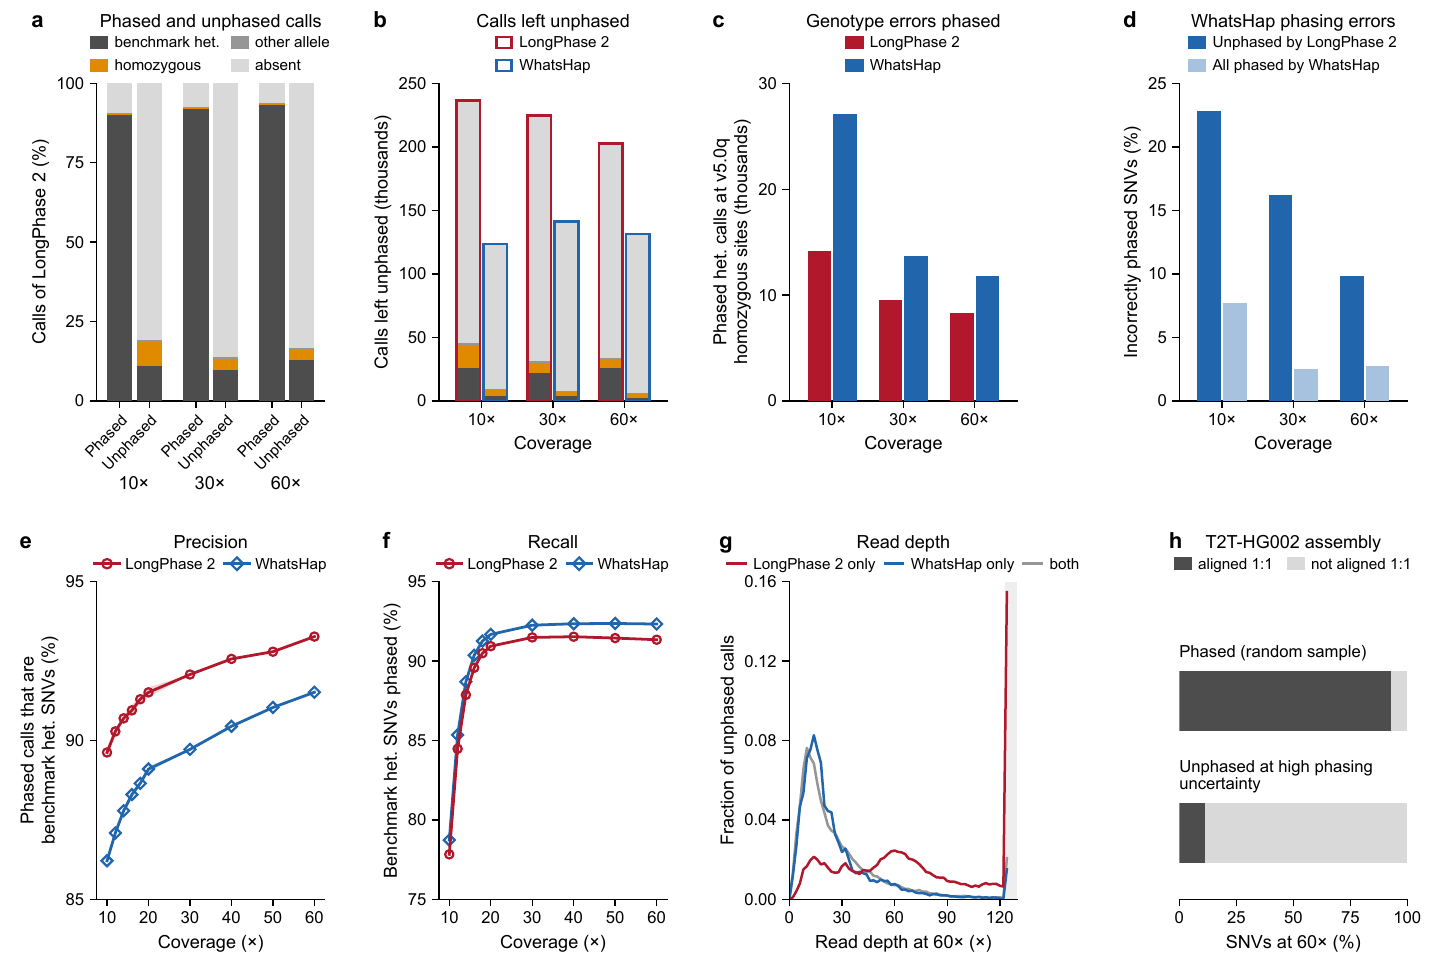 a Phased and unphased calls
benchmark het. other allele
homozygous absent
Calls of LongPhase 2 (%)
100
75
50
25
0
Phased Unphased Phased Unphased Phased Unphased
10× 30× 60×
b Calls left unphased
LongPhase 2
WhatsHap
Calls left unphased (thousands)
250
200
150
100
50
0
10× 30× 60×
Coverage
c Genotype errors phased
LongPhase 2
WhatsHap
Phased het. calls at v5.0q
homozygous sites (thousands)
30
20
10
0
10× 30× 60×
Coverage
d WhatsHap phasing errors
Unphased by LongPhase 2
All phased by WhatsHap
Incorrectly phased SNVs (%)
25
20
15
10
5
0
10× 30× 60×
Coverage
e Precision
LongPhase 2 WhatsHap
Phased calls that are
benchmark het. SNVs (%)
95
90
85
10 20 30 40 50 60
Coverage (×)
f Recall
LongPhase 2 WhatsHap
Benchmark het. SNVs phased (%)
95
90
85
80
75
10 20 30 40 50 60
Coverage (×)
g Read depth
LongPhase 2 only WhatsHap only both
Fraction of unphased calls
0.16
0.12
0.08
0.04
0.00
0 30 60 90 120
Read depth at 60× (×)
h T2T-HG002 assembly
aligned 1:1 not aligned 1:1
Phased (random sample)
Unphased at high phasing
uncertainty
0 25 50 75 100
SNVs at 60× (%)